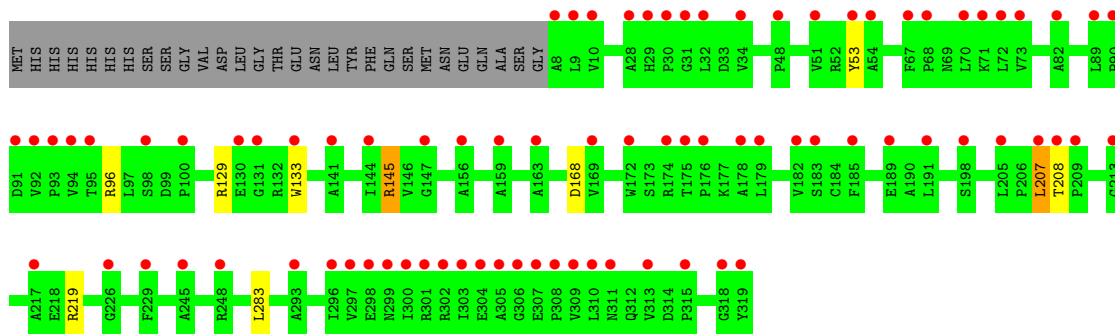 MET HIS HIS HIS HIS HIS HIS SER SER GLY VAL ASP LEU GLY THR GLU ASN LEU TYR PHE GLN SER MET ASN GLU GLN ALA SER GLY A8 L9 V10 A28 H29 P30 G31 L32 D33 V34 P48 V51 R52 Y53 A54 F67 P68 N69 L70 K71 L72 V73 A82 L89 P90
D91 V92 P93 V94 T95 R96 L97 S98 D99 P100 R129 E130 G131 R132 W133 A141 I144 R145 V146 G147 A156 A159 A163 D168 V169 W172 S173 R174 T175 P176 K177 A178 L179 V182 S183 C184 F185 E189 A190 L191 S198 L205 P206 L207 T208 P209 G213
A217 E218 R219 G226 F229 A245 R248 L283 A293 I296 V297 E298 N299 I300 R301 R302 I303 E304 A305 G306 E307 P308 V309 L310 N311 Q312 V313 D314 P315 G318 Y319